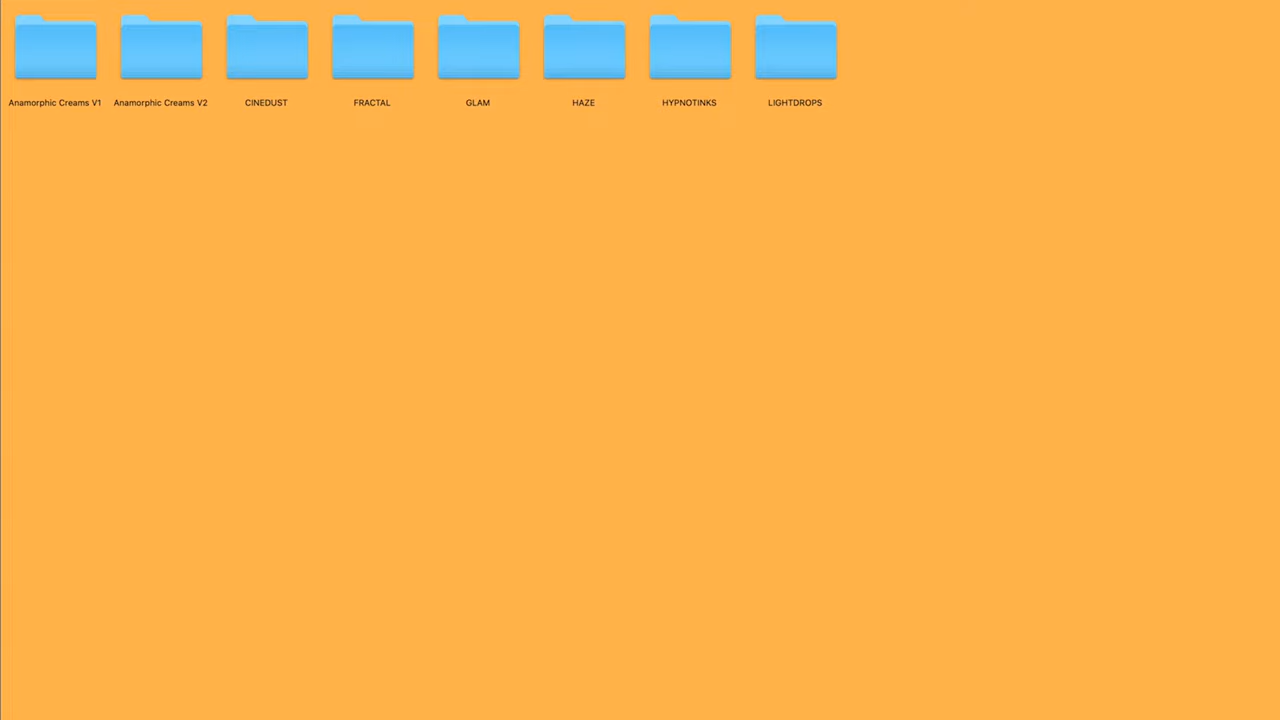 Anamorphic Creams V1
Anamorphic Creams V2
CINEDUST
FRACTAL
GLAM
HAZE
HYPNOTINKS
LIGHTDROPS